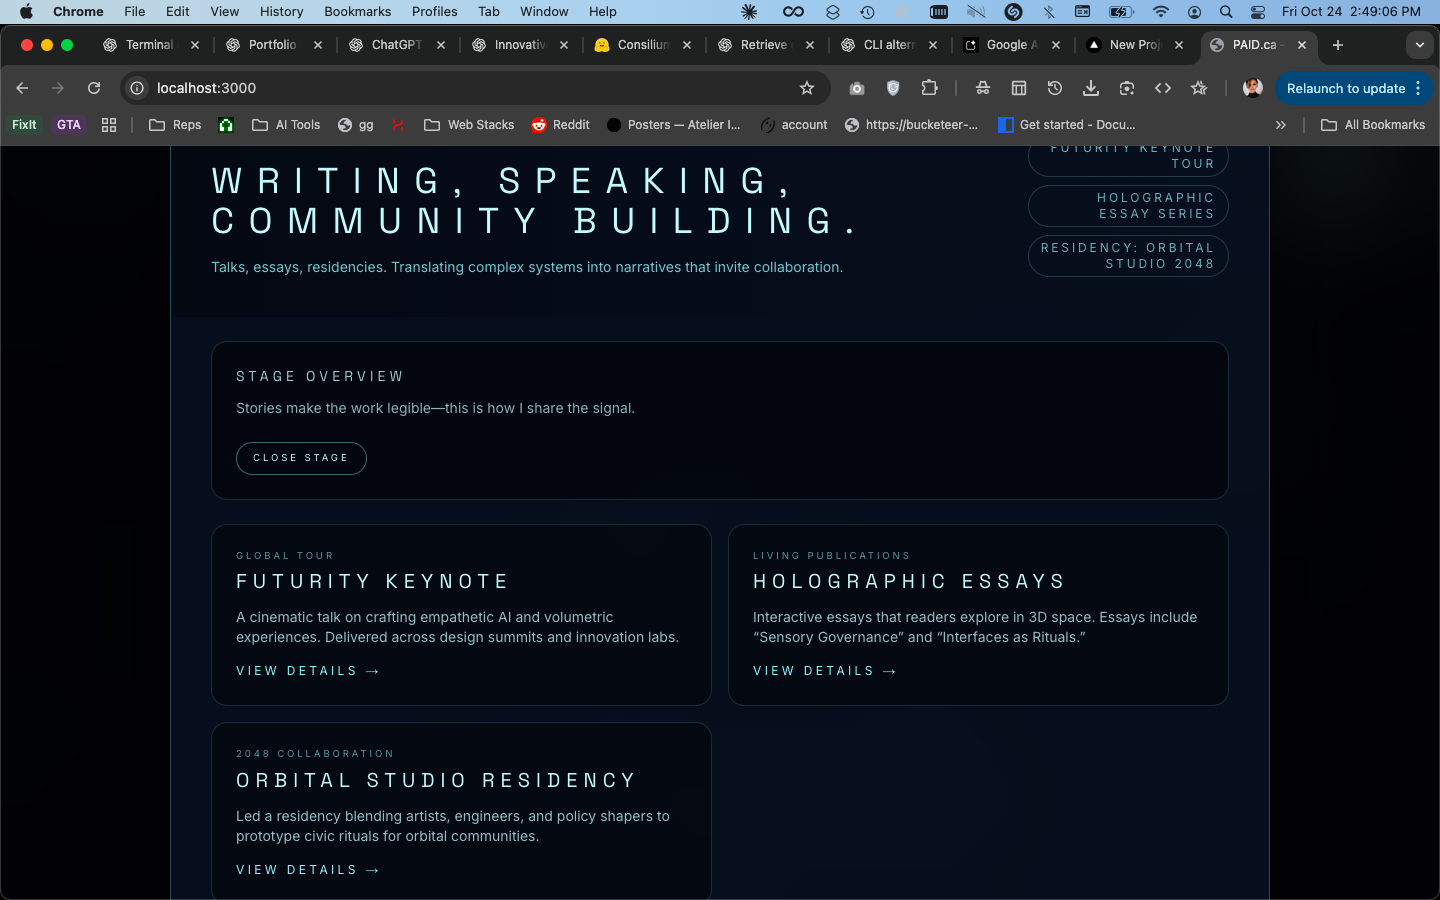 Chrome File Edit View History Bookmarks Profiles Tab Window Help Fri Oct 24 2:49:06 PM
Terminal Portfolio ChatGPT Innovativ Consilium Retrieve CLI alter Google A New Proj PAID.ca -
localhost:3000 Relaunch to update
FixIt GTA Reps AI Tools gg Web Stacks Reddit Posters — Atelier I... account https://bucketeer-... Get started - Docu... All Bookmarks
WRITING, SPEAKING,
COMMUNITY BUILDING.
Talks, essays, residencies. Translating complex systems into narratives that invite collaboration.
FUTURITY KEYNOTE
TOUR
HOLOGRAPHIC
ESSAY SERIES
RESIDENCY: ORBITAL
STUDIO 2048
STAGE OVERVIEW
Stories make the work legible—this is how I share the signal.
CLOSE STAGE
GLOBAL TOUR
FUTURITY KEYNOTE
A cinematic talk on crafting empathetic AI and volumetric
experiences. Delivered across design summits and innovation labs.
VIEW DETAILS →
LIVING PUBLICATIONS
HOLOGRAPHIC ESSAYS
Interactive essays that readers explore in 3D space. Essays include
“Sensory Governance” and “Interfaces as Rituals.”
VIEW DETAILS →
2048 COLLABORATION
ORBITAL STUDIO RESIDENCY
Led a residency blending artists, engineers, and policy shapers to
prototype civic rituals for orbital communities.
VIEW DETAILS →